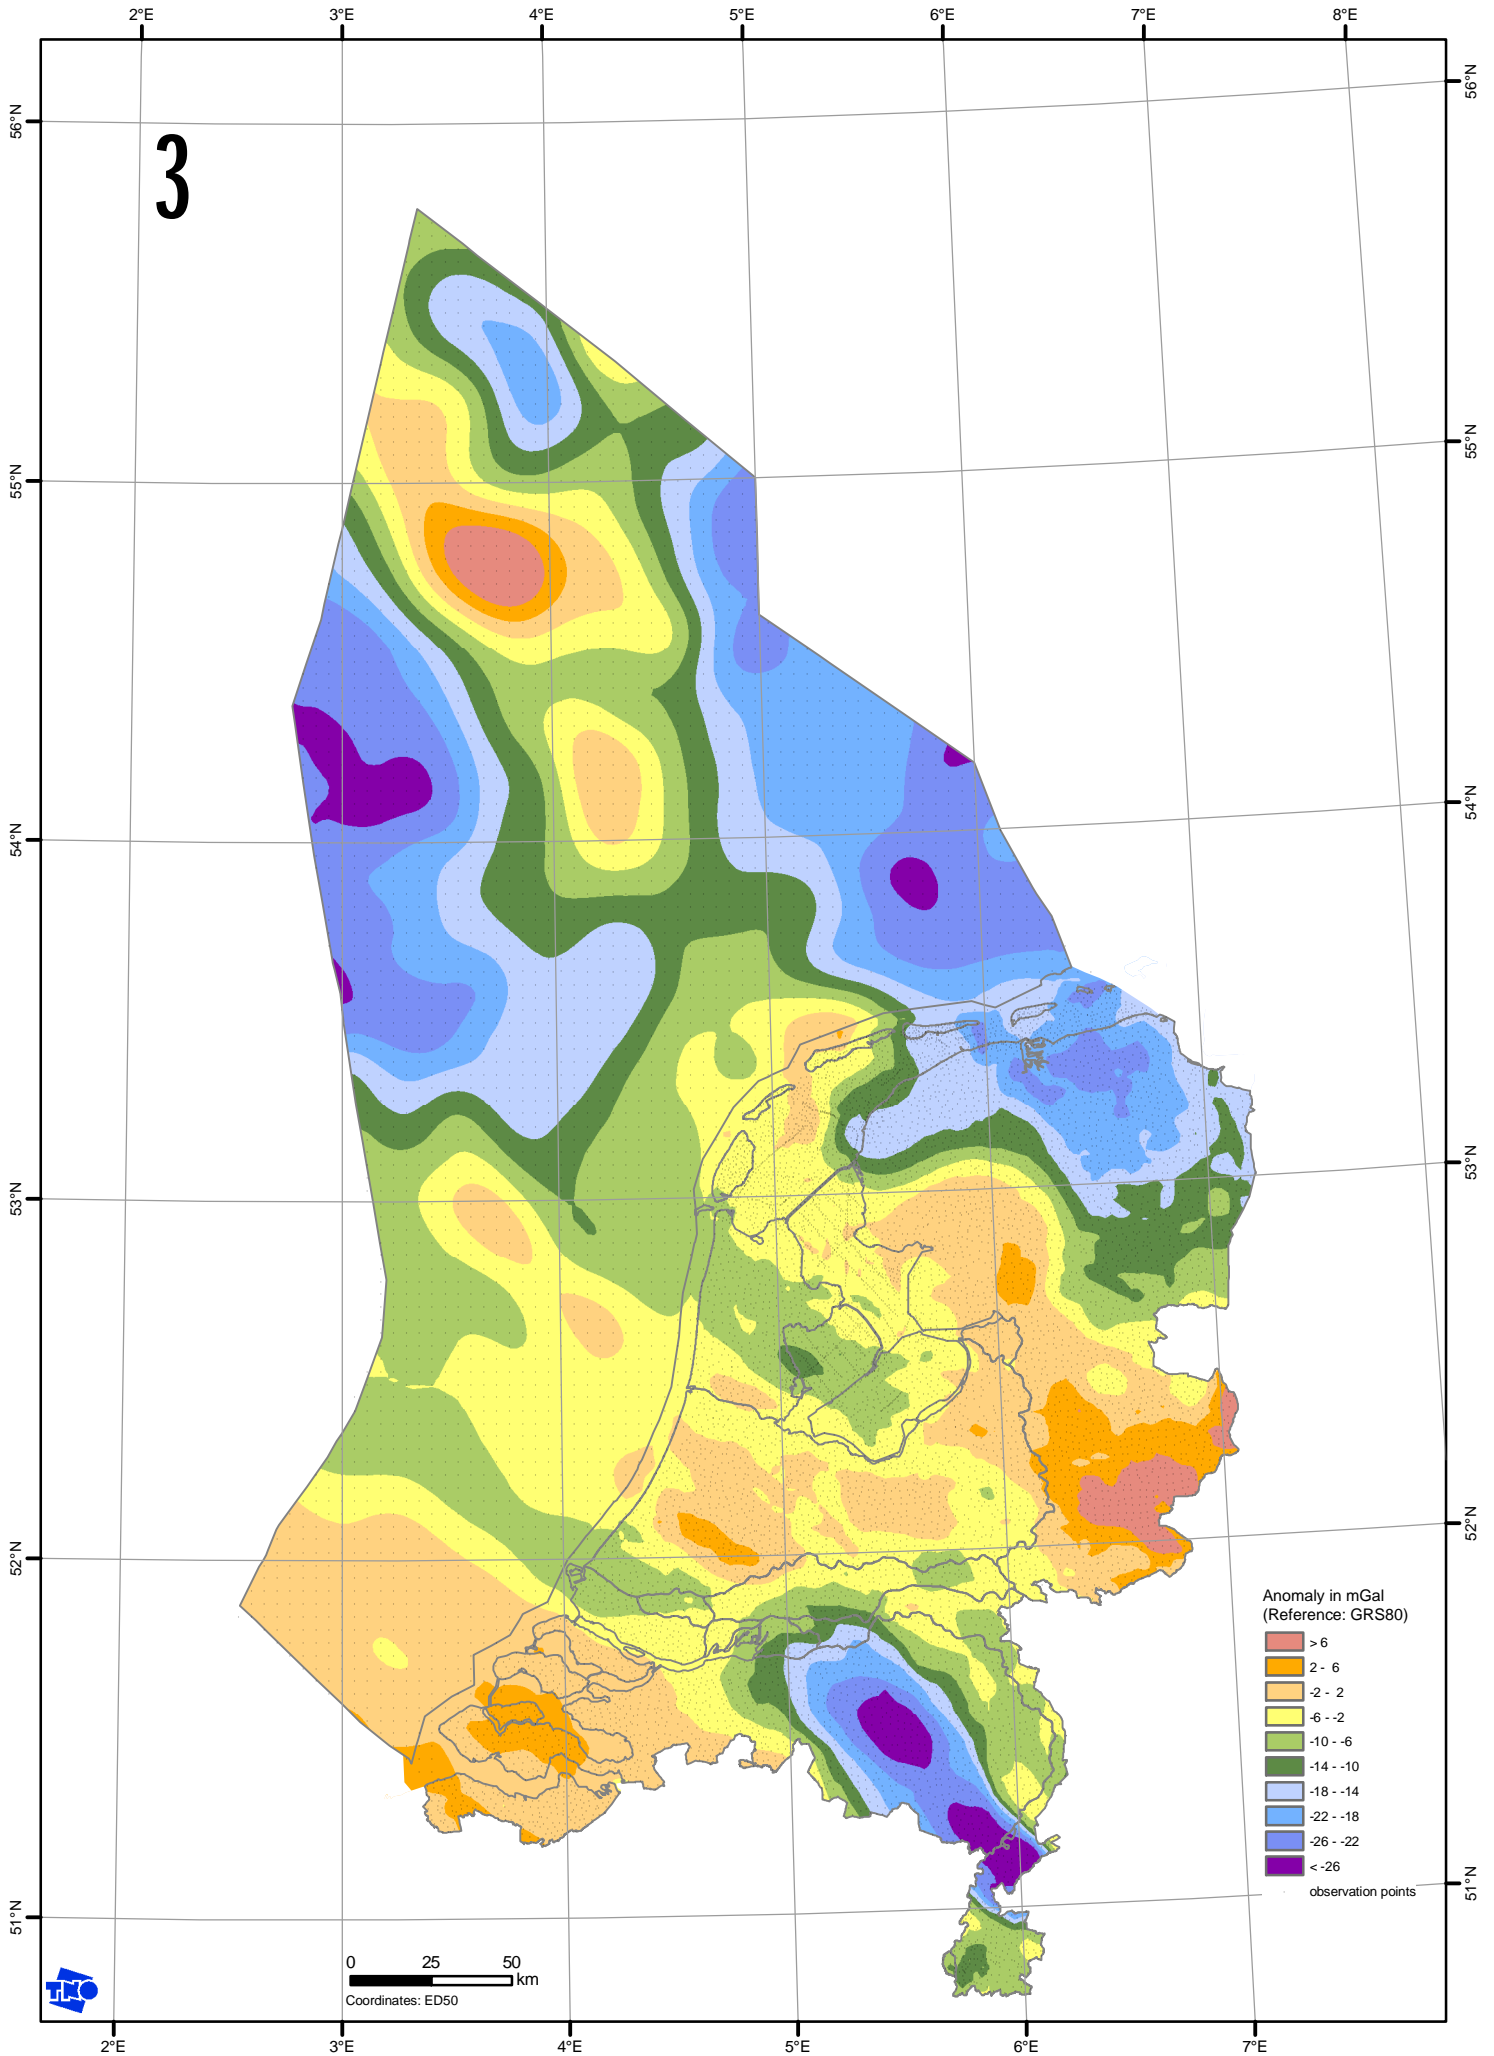 2°E 3°E 4°E 5°E 6°E 7°E 8°E
56°N 56°N
3
55°N 55°N
54°N 54°N
53°N 53°N
52°N 52°N
Anomaly in mGal
(Reference: GRS80)
> 6
2 - 6
-2 - 2
-6 - -2
-10 - -6
-14 - -10
-18 - -14
-22 - -18
-26 - -22
< -26
observation points
51°N 51°N
0 25 50
km
Coordinates: ED50
TNO
2°E 3°E 4°E 5°E 6°E 7°E